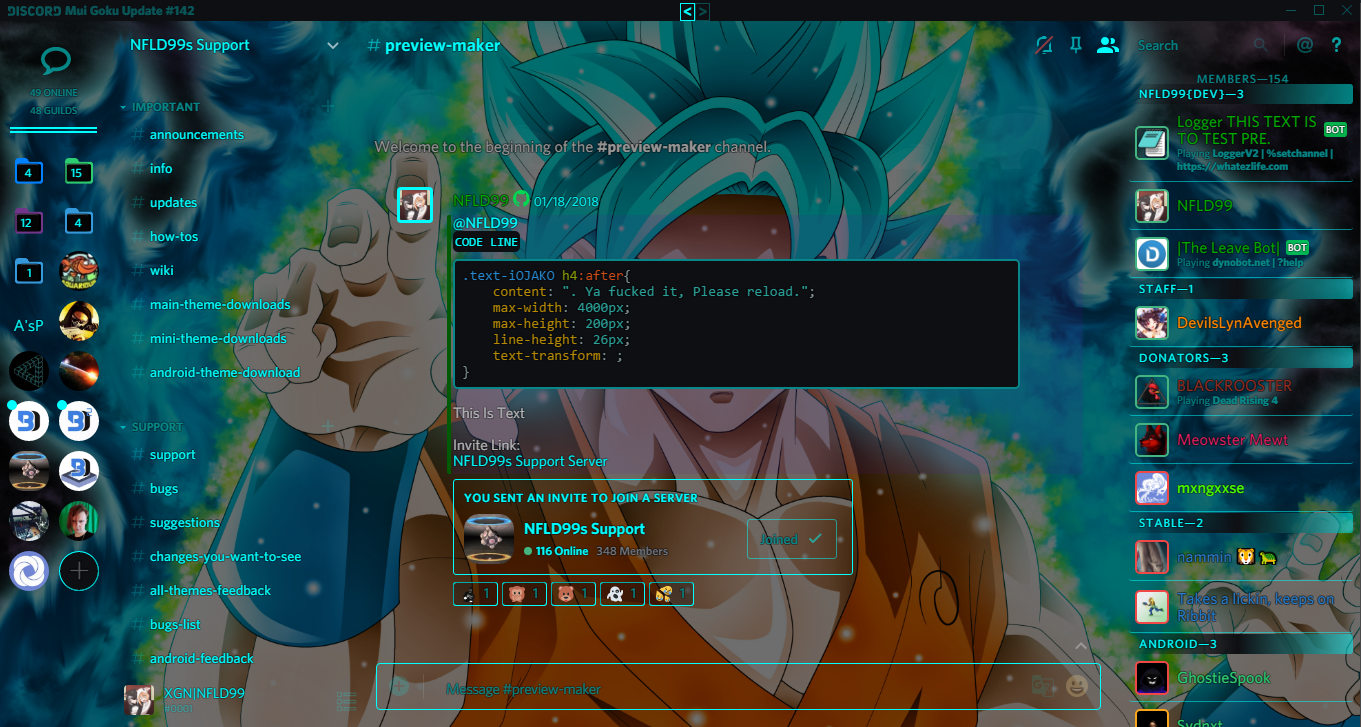 DISCORD Mui Goku Update #142
< >
NFLD99s Support
# preview-maker
Search
@ ?
49 ONLINE
48 GUILDS
4
15
12
4
1
A'sP
IMPORTANT
# announcements
# info
# updates
# how-tos
# wiki
# main-theme-downloads
# mini-theme-downloads
# android-theme-download
SUPPORT
# support
# bugs
# suggestions
# changes-you-want-to-see
# all-themes-feedback
# bugs-list
# android-feedback
XGN|NFLD99
#0001
Welcome to the beginning of the #preview-maker channel.
NFLD99 01/18/2018
@NFLD99
CODE LINE
.text-iOJAKO h4:after{
content: ". Ya fucked it, Please reload.";
max-width: 4000px;
max-height: 200px;
line-height: 26px;
text-transform: ;
}
This Is Text
Invite Link:
NFLD99s Support Server
YOU SENT AN INVITE TO JOIN A SERVER
NFLD99s Support
116 Online 348 Members
Joined
1 1 1 1 1
Message #preview-maker
MEMBERS—154
NFLD99{DEV}—3
Logger THIS TEXT IS
TO TEST PRE. BOT
Playing LoggerV2 | %setchannel |
https://whatezlife.com
NFLD99
|The Leave Bot| BOT
Playing dynobot.net | ?help
STAFF—1
DevilsLynAvenged
DONATORS—3
BLACKROOSTER
Playing Dead Rising 4
Meowster Mewt
mxngxxse
STABLE—2
nammin 🐯🐅
Takes a lickin, keeps on
Ribbit
ANDROID—3
GhostieSpook
Sydnxt